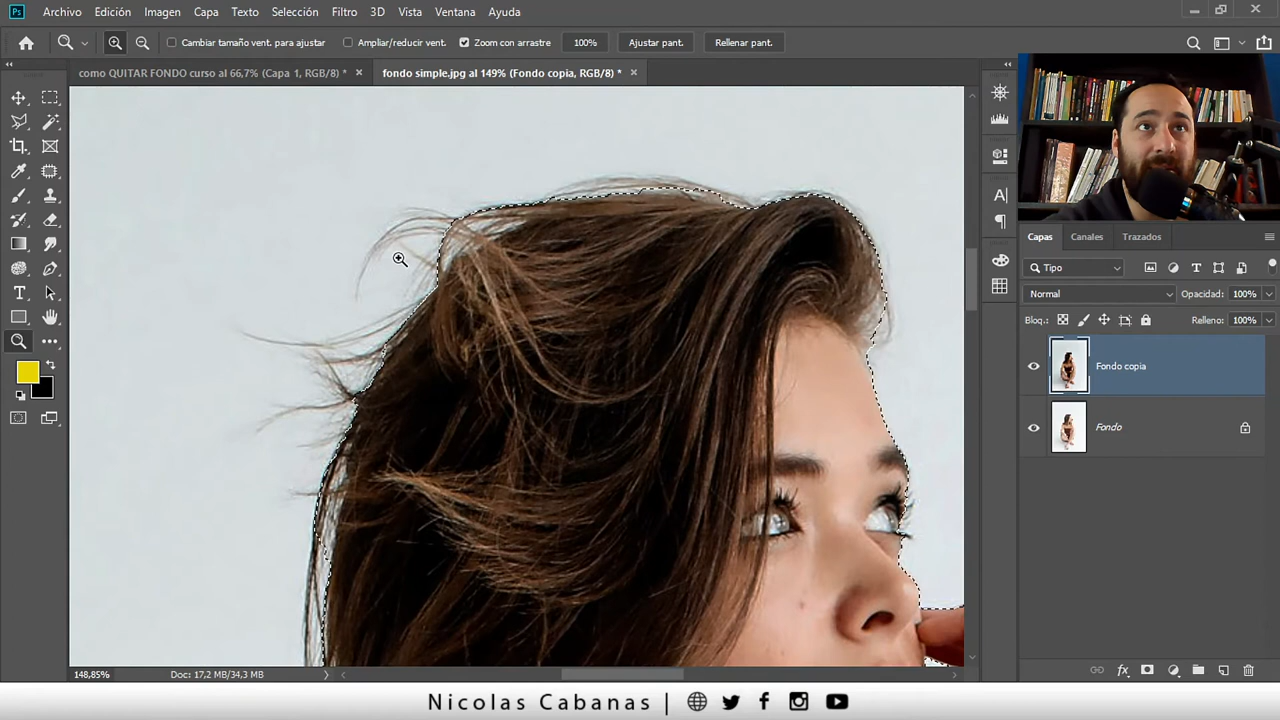 Ps Archivo Edición Imagen Capa Texto Selección Filtro 3D Vista Ventana Ayuda
Cambiar tamaño vent. para ajustar Ampliar/reducir vent. Zoom con arrastre 100% Ajustar pant. Rellenar pant.
como QUITAR FONDO curso al 66,7% (Capa 1, RGB/8) * × fondo simple.jpg al 149% (Fondo copia, RGB/8) * ×
Capas Canales Trazados
Tipo
Normal Opacidad: 100%
Bloq.: Relleno: 100%
Fondo copia
Fondo
148,85% Doc: 17,2 MB/34,3 MB
Nicolas Cabanas |